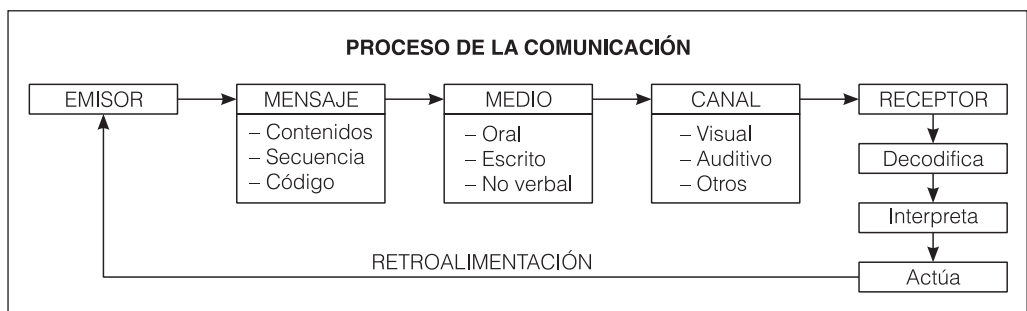 PROCESO DE LA COMUNICACIÓN
EMISOR
MENSAJE
– Contenidos
– Secuencia
– Código
MEDIO
– Oral
– Escrito
– No verbal
CANAL
– Visual
– Auditivo
– Otros
RECEPTOR
Decodifica
Interpreta
Actúa
RETROALIMENTACIÓN